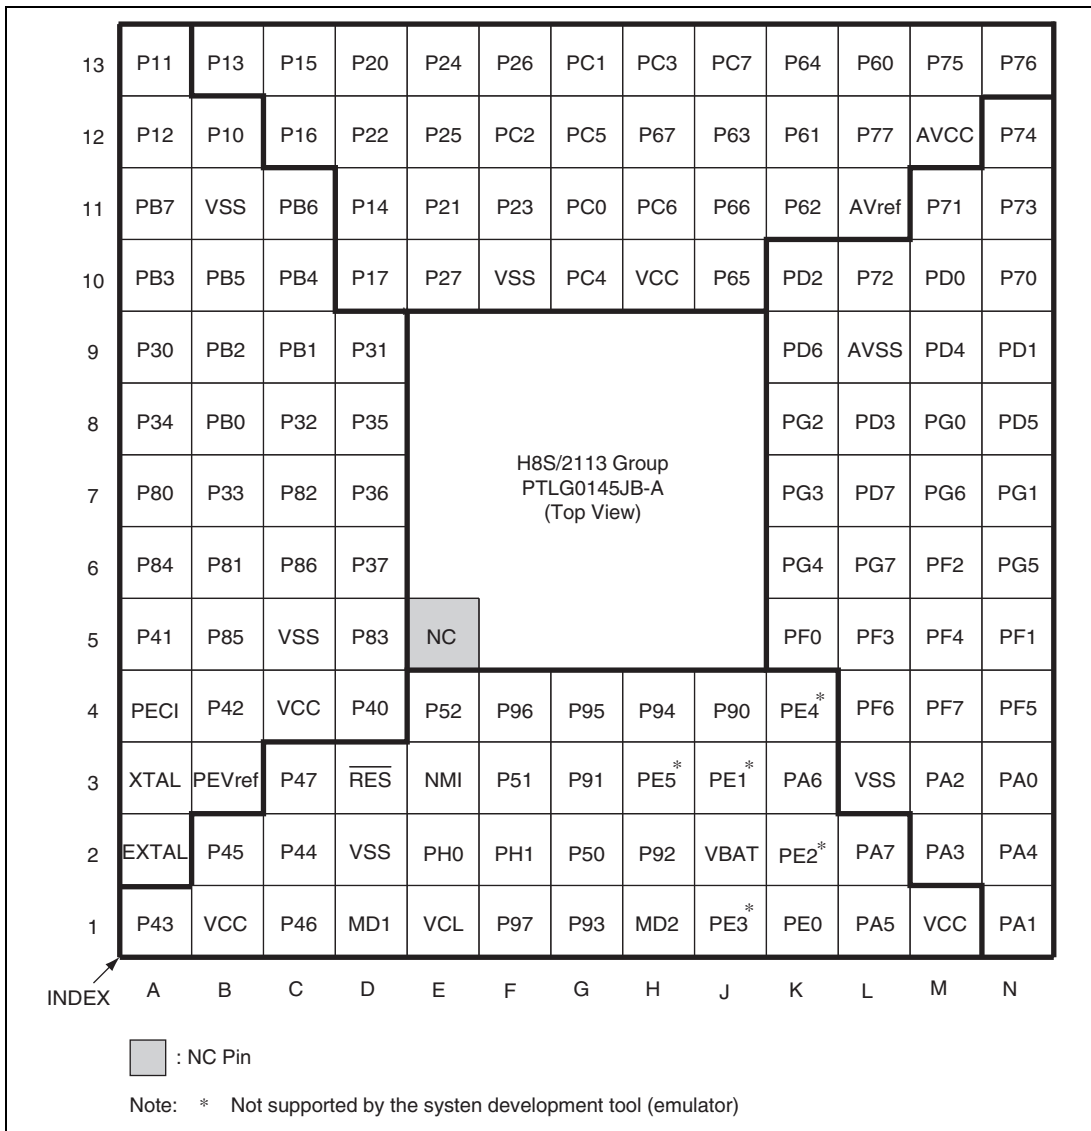 13 P11 P13 P15 P20 P24 P26 PC1 PC3 PC7 P64 P60 P75 P76
12 P12 P10 P16 P22 P25 PC2 PC5 P67 P63 P61 P77 AVCC P74
11 PB7 VSS PB6 P14 P21 P23 PC0 PC6 P66 P62 AVref P71 P73
10 PB3 PB5 PB4 P17 P27 VSS PC4 VCC P65 PD2 P72 PD0 P70
9 P30 PB2 PB1 P31 PD6 AVSS PD4 PD1
8 P34 PB0 P32 P35 PG2 PD3 PG0 PD5
H8S/2113 Group
7 P80 P33 P82 P36 PTLG0145JB-A PG3 PD7 PG6 PG1
(Top View)
6 P84 P81 P86 P37 PG4 PG7 PF2 PG5
5 P41 P85 VSS P83 NC PF0 PF3 PF4 PF1
4 PECI P42 VCC P40 P52 P96 P95 P94 P90 PE4* PF6 PF7 PF5
3 XTAL PEVref P47 RES NMI P51 P91 PE5* PE1* PA6 VSS PA2 PA0
2 EXTAL P45 P44 VSS PH0 PH1 P50 P92 VBAT PE2* PA7 PA3 PA4
1 P43 VCC P46 MD1 VCL P97 P93 MD2 PE3* PE0 PA5 VCC PA1
INDEX A B C D E F G H J K L M N
: NC Pin
Note: * Not supported by the systen development tool (emulator)